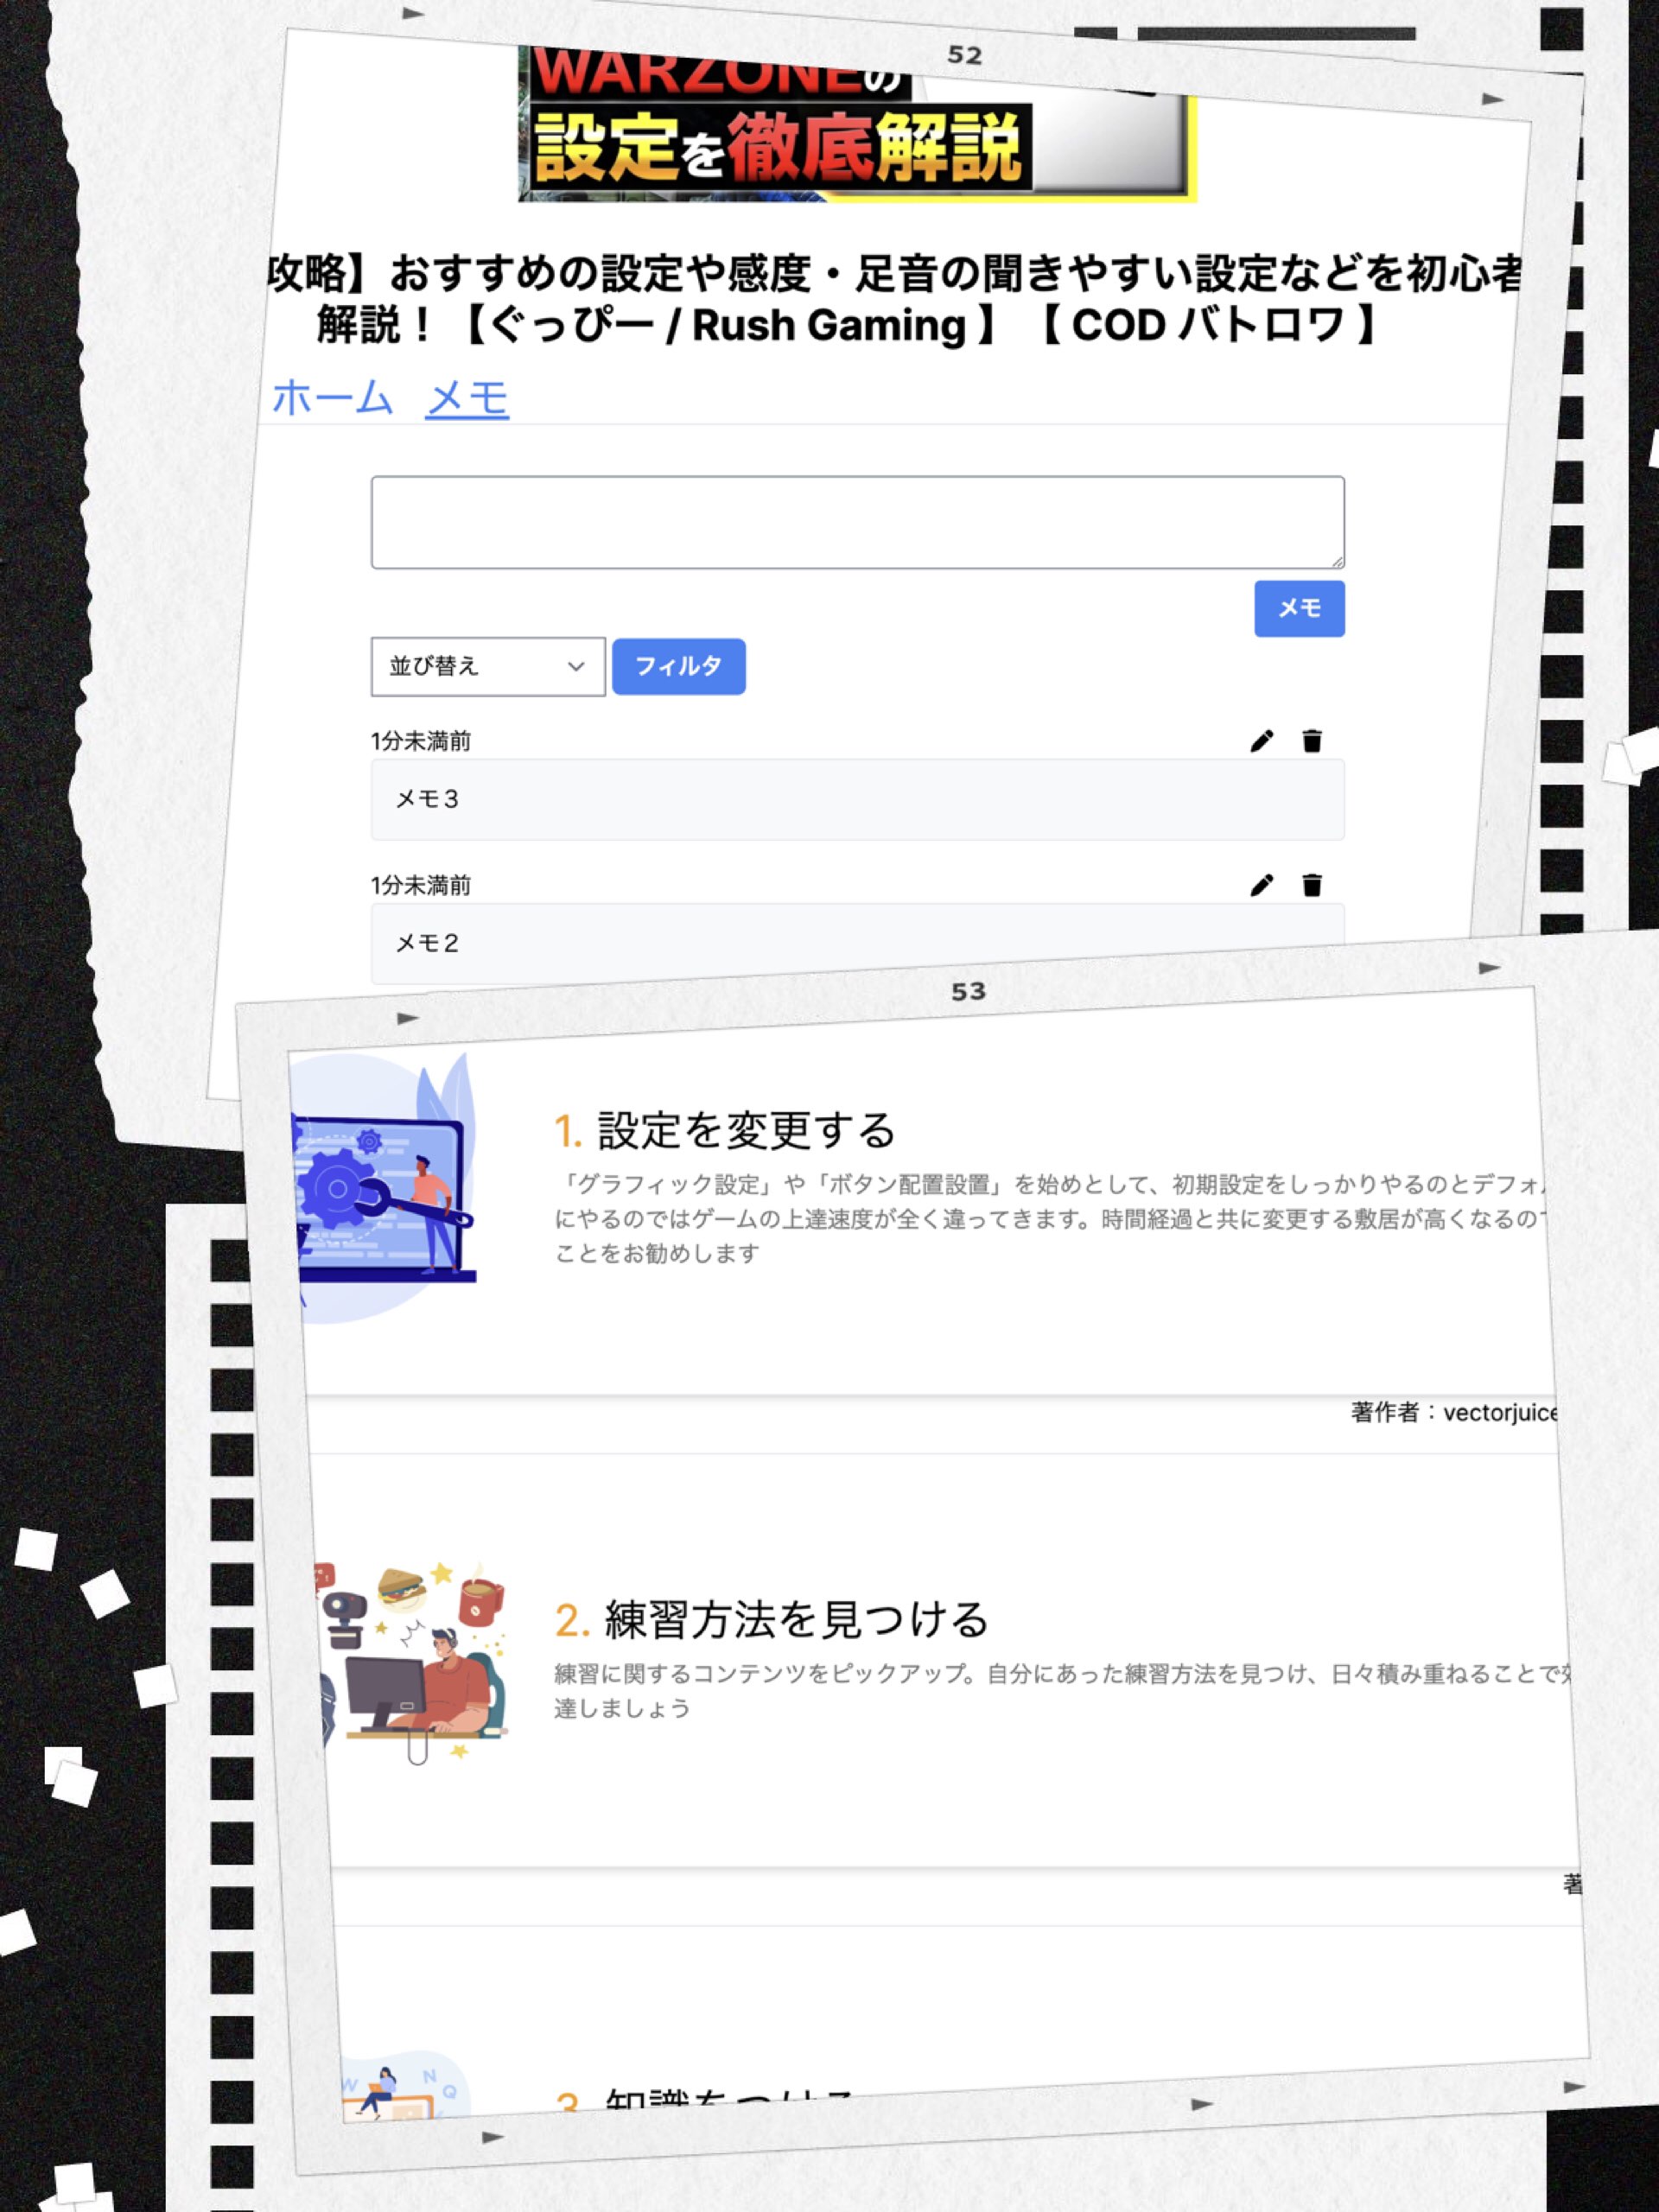 52
WARZONEの
設定を徹底解説
攻略】おすすめの設定や感度・足音の聞きやすい設定などを初心者
解説！【ぐっぴー / Rush Gaming 】【 COD バトロワ 】
ホーム メモ
メモ
並び替え フィルタ
1分未満前
メモ3
1分未満前
メモ2
53
1. 設定を変更する
「グラフィック設定」や「ボタン配置設置」を始めとして、初期設定をしっかりやるのとデフォ
にやるのではゲームの上達速度が全く違ってきます。時間経過と共に変更する敷居が高くなるの
ことをお勧めします
著作者：vectorjuice
2. 練習方法を見つける
練習に関するコンテンツをピックアップ。自分にあった練習方法を見つけ、日々積み重ねることで
達しましょう
著
3. 知識をつける